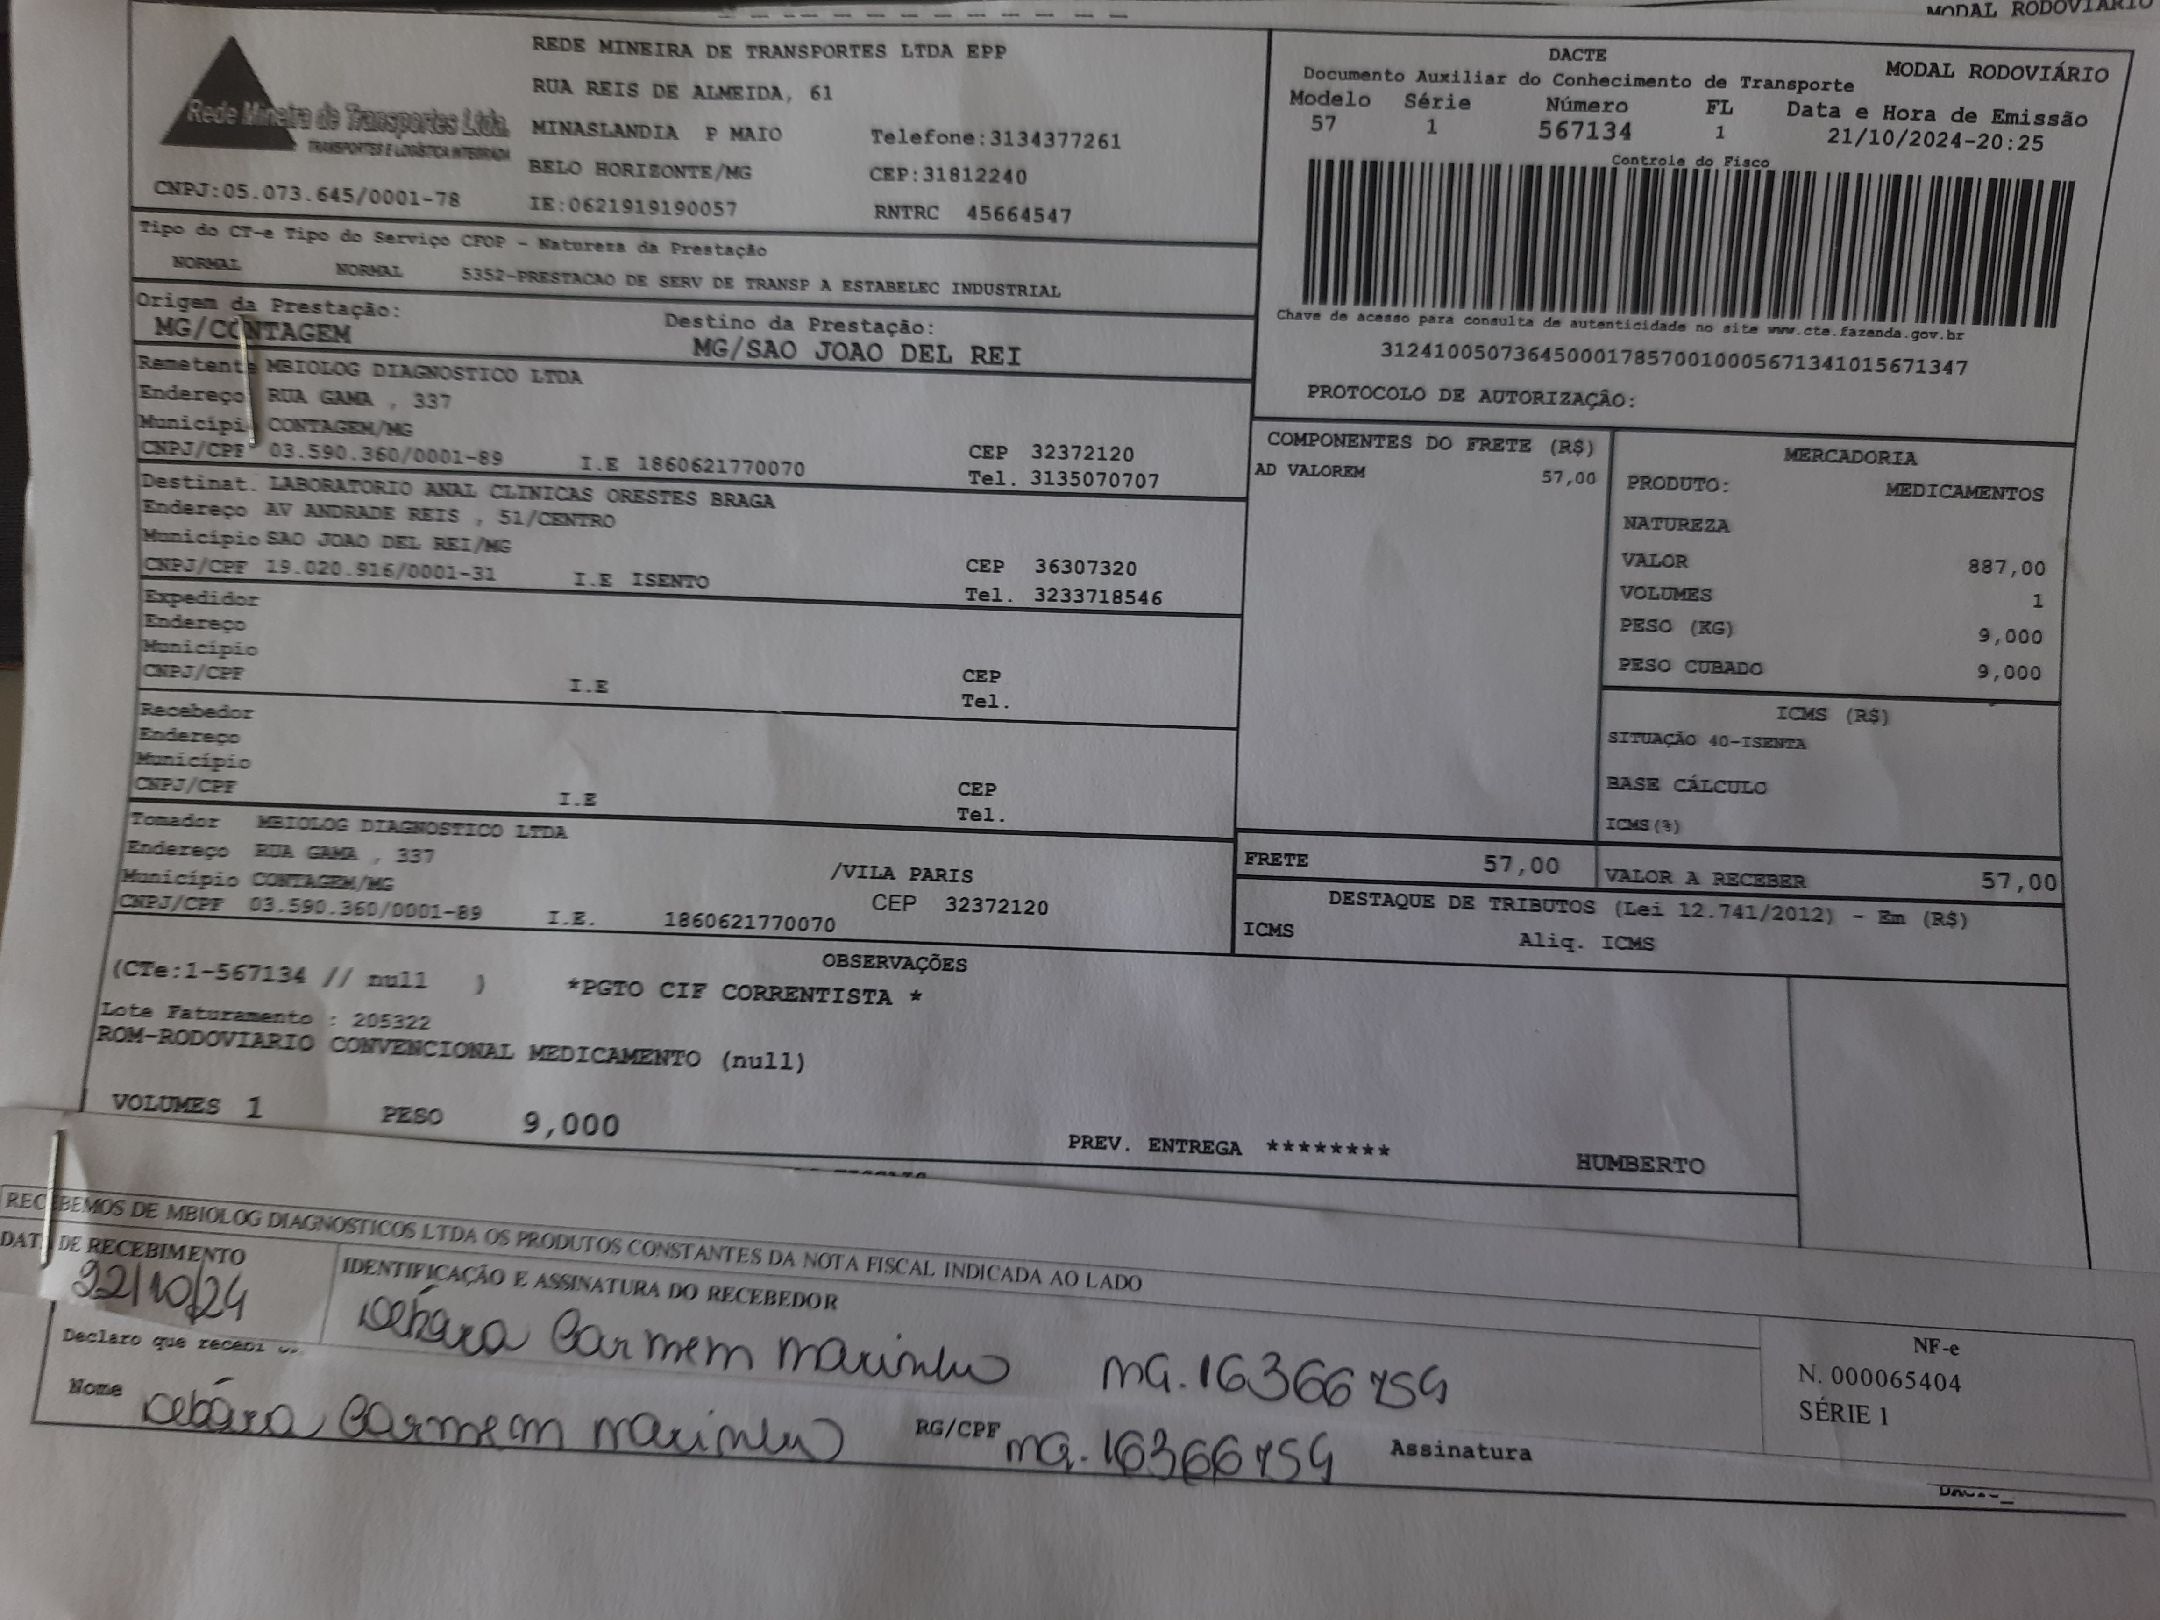 MODAL RODOVIÁRIO
REDE MINEIRA DE TRANSPORTES LTDA EPP
RUA REIS DE ALMEIDA, 61
MINASLANDIA P MAIO Telefone:3134377261
BELO HORIZONTE/MG CEP:31812240
IE:0621919190057 RNTRC 45664547
Rede Mineira de Transportes Ltda.
TRANSPORTES E LOGÍSTICA INTEGRADA
CNPJ:05.073.645/0001-78
DACTE
Documento Auxiliar do Conhecimento de Transporte
MODAL RODOVIÁRIO
Modelo Série Número FL Data e Hora de Emissão
57 1 567134 1 21/10/2024-20:25
Controle do Fisco
Chave de acesso para consulta de autenticidade no site www.cte.fazenda.gov.br
31241005073645000178570010005671341015671347
PROTOCOLO DE AUTORIZAÇÃO:
Tipo do CT-e Tipo do Serviço CFOP - Natureza da Prestação
NORMAL NORMAL 5352-PRESTACAO DE SERV DE TRANSP A ESTABELEC INDUSTRIAL
Origem da Prestação: Destino da Prestação:
MG/CONTAGEM MG/SAO JOAO DEL REI
Remetente MBIOLOG DIAGNOSTICO LTDA
Endereço RUA GAMA , 337
Municípi CONTAGEM/MG CEP 32372120
CNPJ/CPF 03.590.360/0001-89 I.E 1860621770070 Tel. 3135070707
Destinat. LABORATORIO ANAL CLINICAS ORESTES BRAGA
Endereço AV ANDRADE REIS , 51/CENTRO
Município SAO JOAO DEL REI/MG CEP 36307320
CNPJ/CPF 19.020.916/0001-31 I.E ISENTO Tel. 3233718546
Expedidor
Endereço
Município CEP
CNPJ/CPF I.E Tel.
Recebedor
Endereço
Município CEP
CNPJ/CPF I.E Tel.
Tomador MBIOLOG DIAGNOSTICO LTDA
Endereço RUA GAMA , 337 /VILA PARIS
Município CONTAGEM/MG CEP 32372120
CNPJ/CPF 03.590.360/0001-89 I.E. 1860621770070
COMPONENTES DO FRETE (R$)
AD VALOREM 57,00
MERCADORIA
PRODUTO: MEDICAMENTOS
NATUREZA
VALOR 887,00
VOLUMES 1
PESO (KG) 9,000
PESO CUBADO 9,000
ICMS (R$)
SITUAÇÃO 40-ISENTA
BASE CÁLCULO
ICMS(%)
FRETE 57,00 VALOR A RECEBER 57,00
DESTAQUE DE TRIBUTOS (Lei 12.741/2012) - Em (R$)
ICMS Aliq. ICMS
OBSERVAÇÕES
(CTe:1-567134 // null ) *PGTO CIF CORRENTISTA *
Lote Faturamento : 205322
ROM-RODOVIARIO CONVENCIONAL MEDICAMENTO (null)
VOLUMES 1 PESO 9,000 PREV. ENTREGA ******** HUMBERTO
RECEBEMOS DE MBIOLOG DIAGNOSTICOS LTDA OS PRODUTOS CONSTANTES DA NOTA FISCAL INDICADA AO LADO
DATA DE RECEBIMENTO IDENTIFICAÇÃO E ASSINATURA DO RECEBEDOR
22/10/24 Débora Carmem Marinho MG.16366759
NF-e
N. 000065404
SÉRIE 1
Declaro que recebi
Nome Débora Carmem Marinho RG/CPF MG.16366759 Assinatura